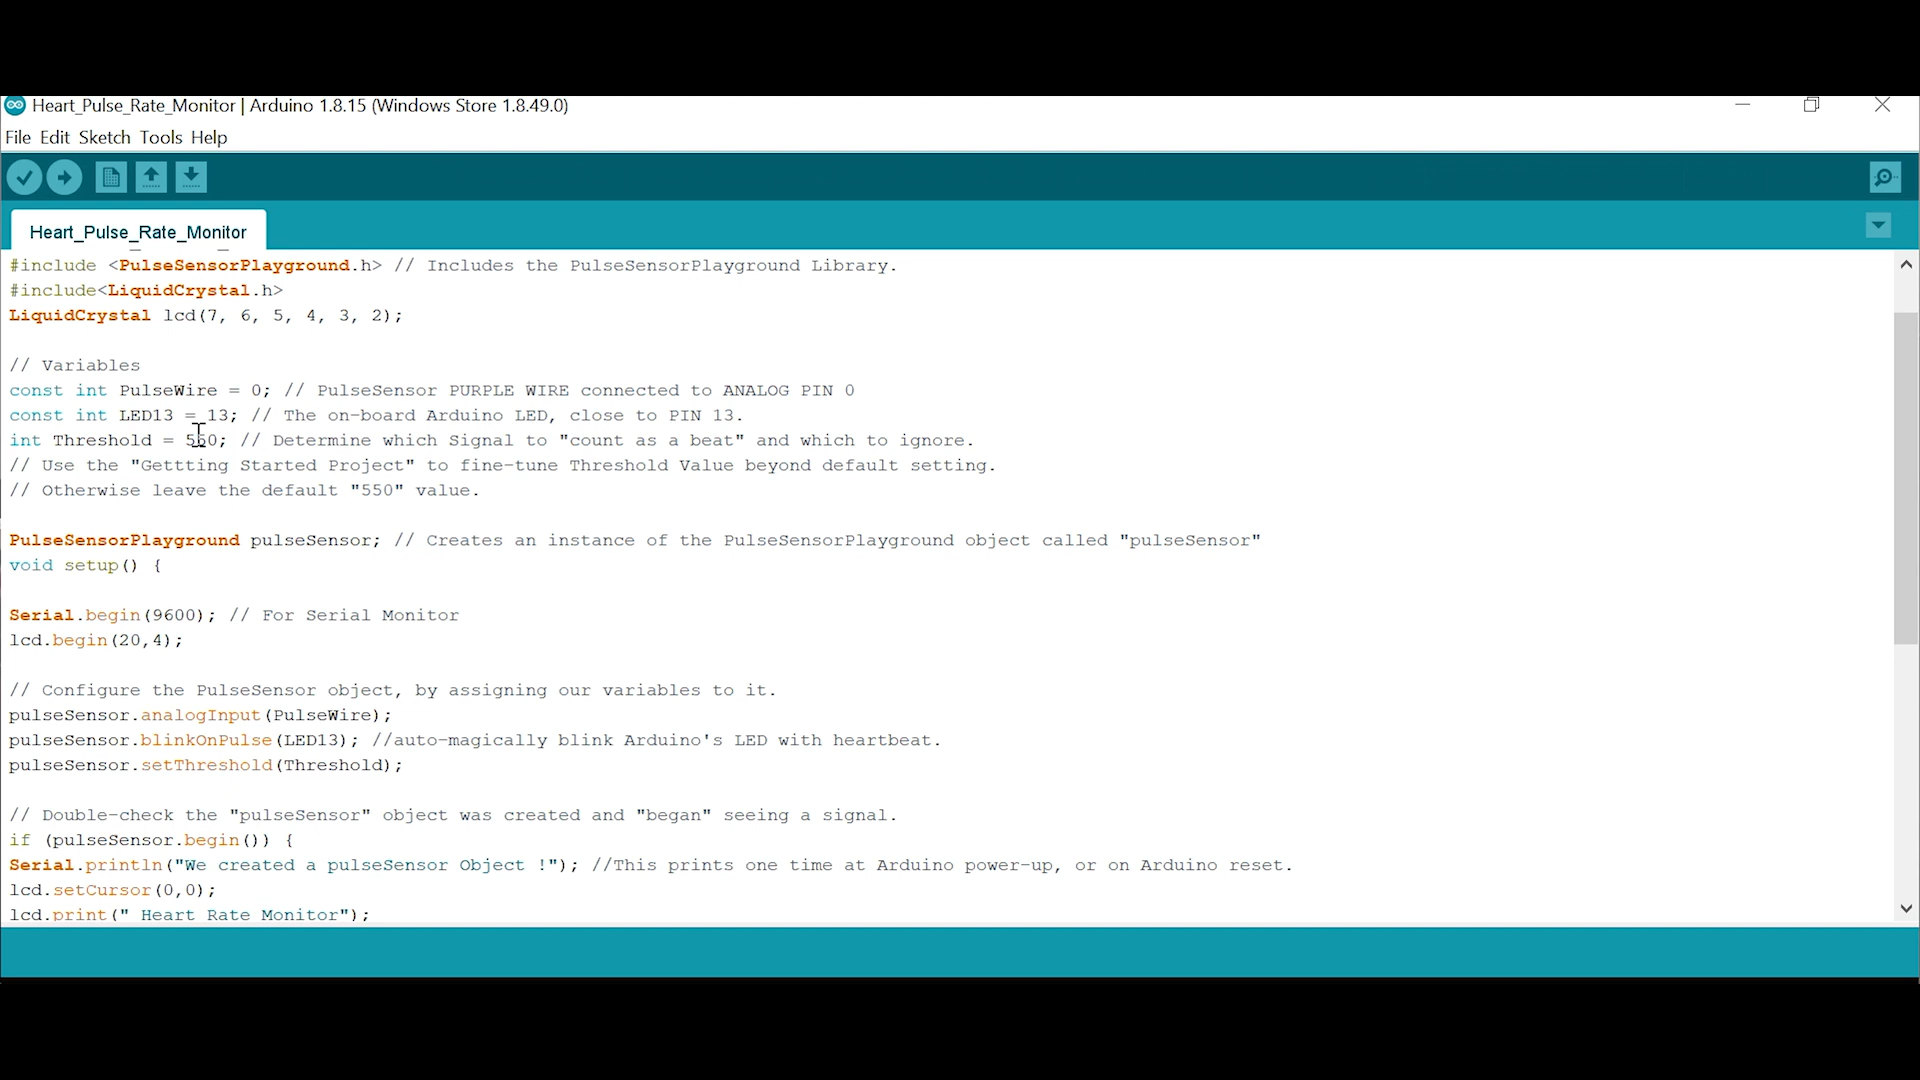 Heart_Pulse_Rate_Monitor | Arduino 1.8.15 (Windows Store 1.8.49.0)
File Edit Sketch Tools Help
Heart_Pulse_Rate_Monitor
#include <PulseSensorPlayground.h> // Includes the PulseSensorPlayground Library.
#include<LiquidCrystal.h>
LiquidCrystal lcd(7, 6, 5, 4, 3, 2);
// Variables
const int PulseWire = 0; // PulseSensor PURPLE WIRE connected to ANALOG PIN 0
const int LED13 = 13; // The on-board Arduino LED, close to PIN 13.
int Threshold = 550; // Determine which Signal to "count as a beat" and which to ignore.
// Use the "Gettting Started Project" to fine-tune Threshold Value beyond default setting.
// Otherwise leave the default "550" value.
PulseSensorPlayground pulseSensor; // Creates an instance of the PulseSensorPlayground object called "pulseSensor"
void setup() {
Serial.begin(9600); // For Serial Monitor
lcd.begin(20,4);
// Configure the PulseSensor object, by assigning our variables to it.
pulseSensor.analogInput(PulseWire);
pulseSensor.blinkOnPulse(LED13); //auto-magically blink Arduino's LED with heartbeat.
pulseSensor.setThreshold(Threshold);
// Double-check the "pulseSensor" object was created and "began" seeing a signal.
if (pulseSensor.begin()) {
Serial.println("We created a pulseSensor Object !"); //This prints one time at Arduino power-up, or on Arduino reset.
lcd.setCursor(0,0);
lcd.print(" Heart Rate Monitor");